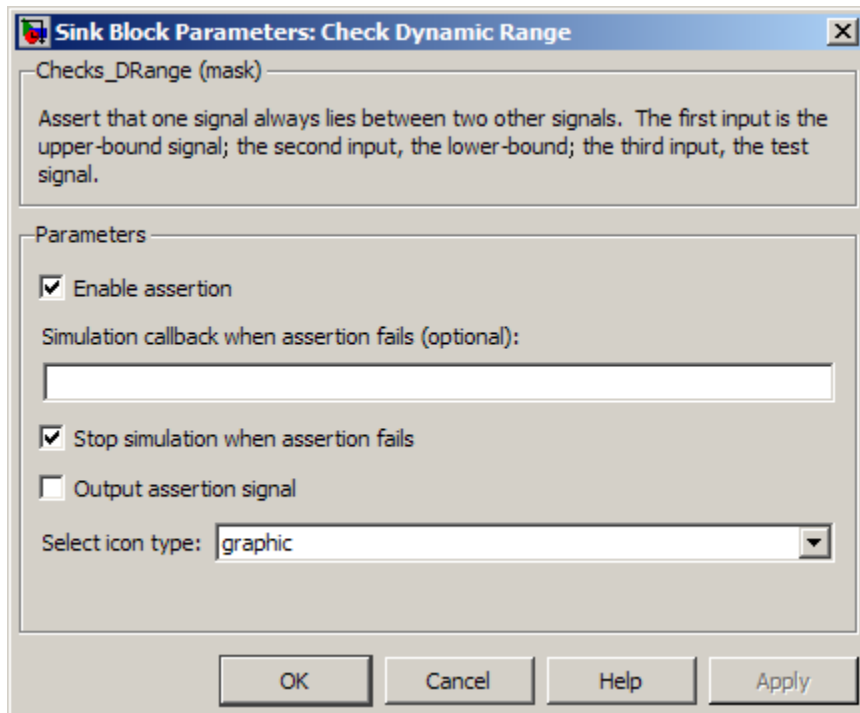 Sink Block Parameters: Check Dynamic Range
Checks_DRange (mask)
Assert that one signal always lies between two other signals.  The first input is the
upper-bound signal; the second input, the lower-bound; the third input, the test
signal.
Parameters
Enable assertion
Simulation callback when assertion fails (optional):
Stop simulation when assertion fails
Output assertion signal
Select icon type: graphic
OK Cancel Help Apply